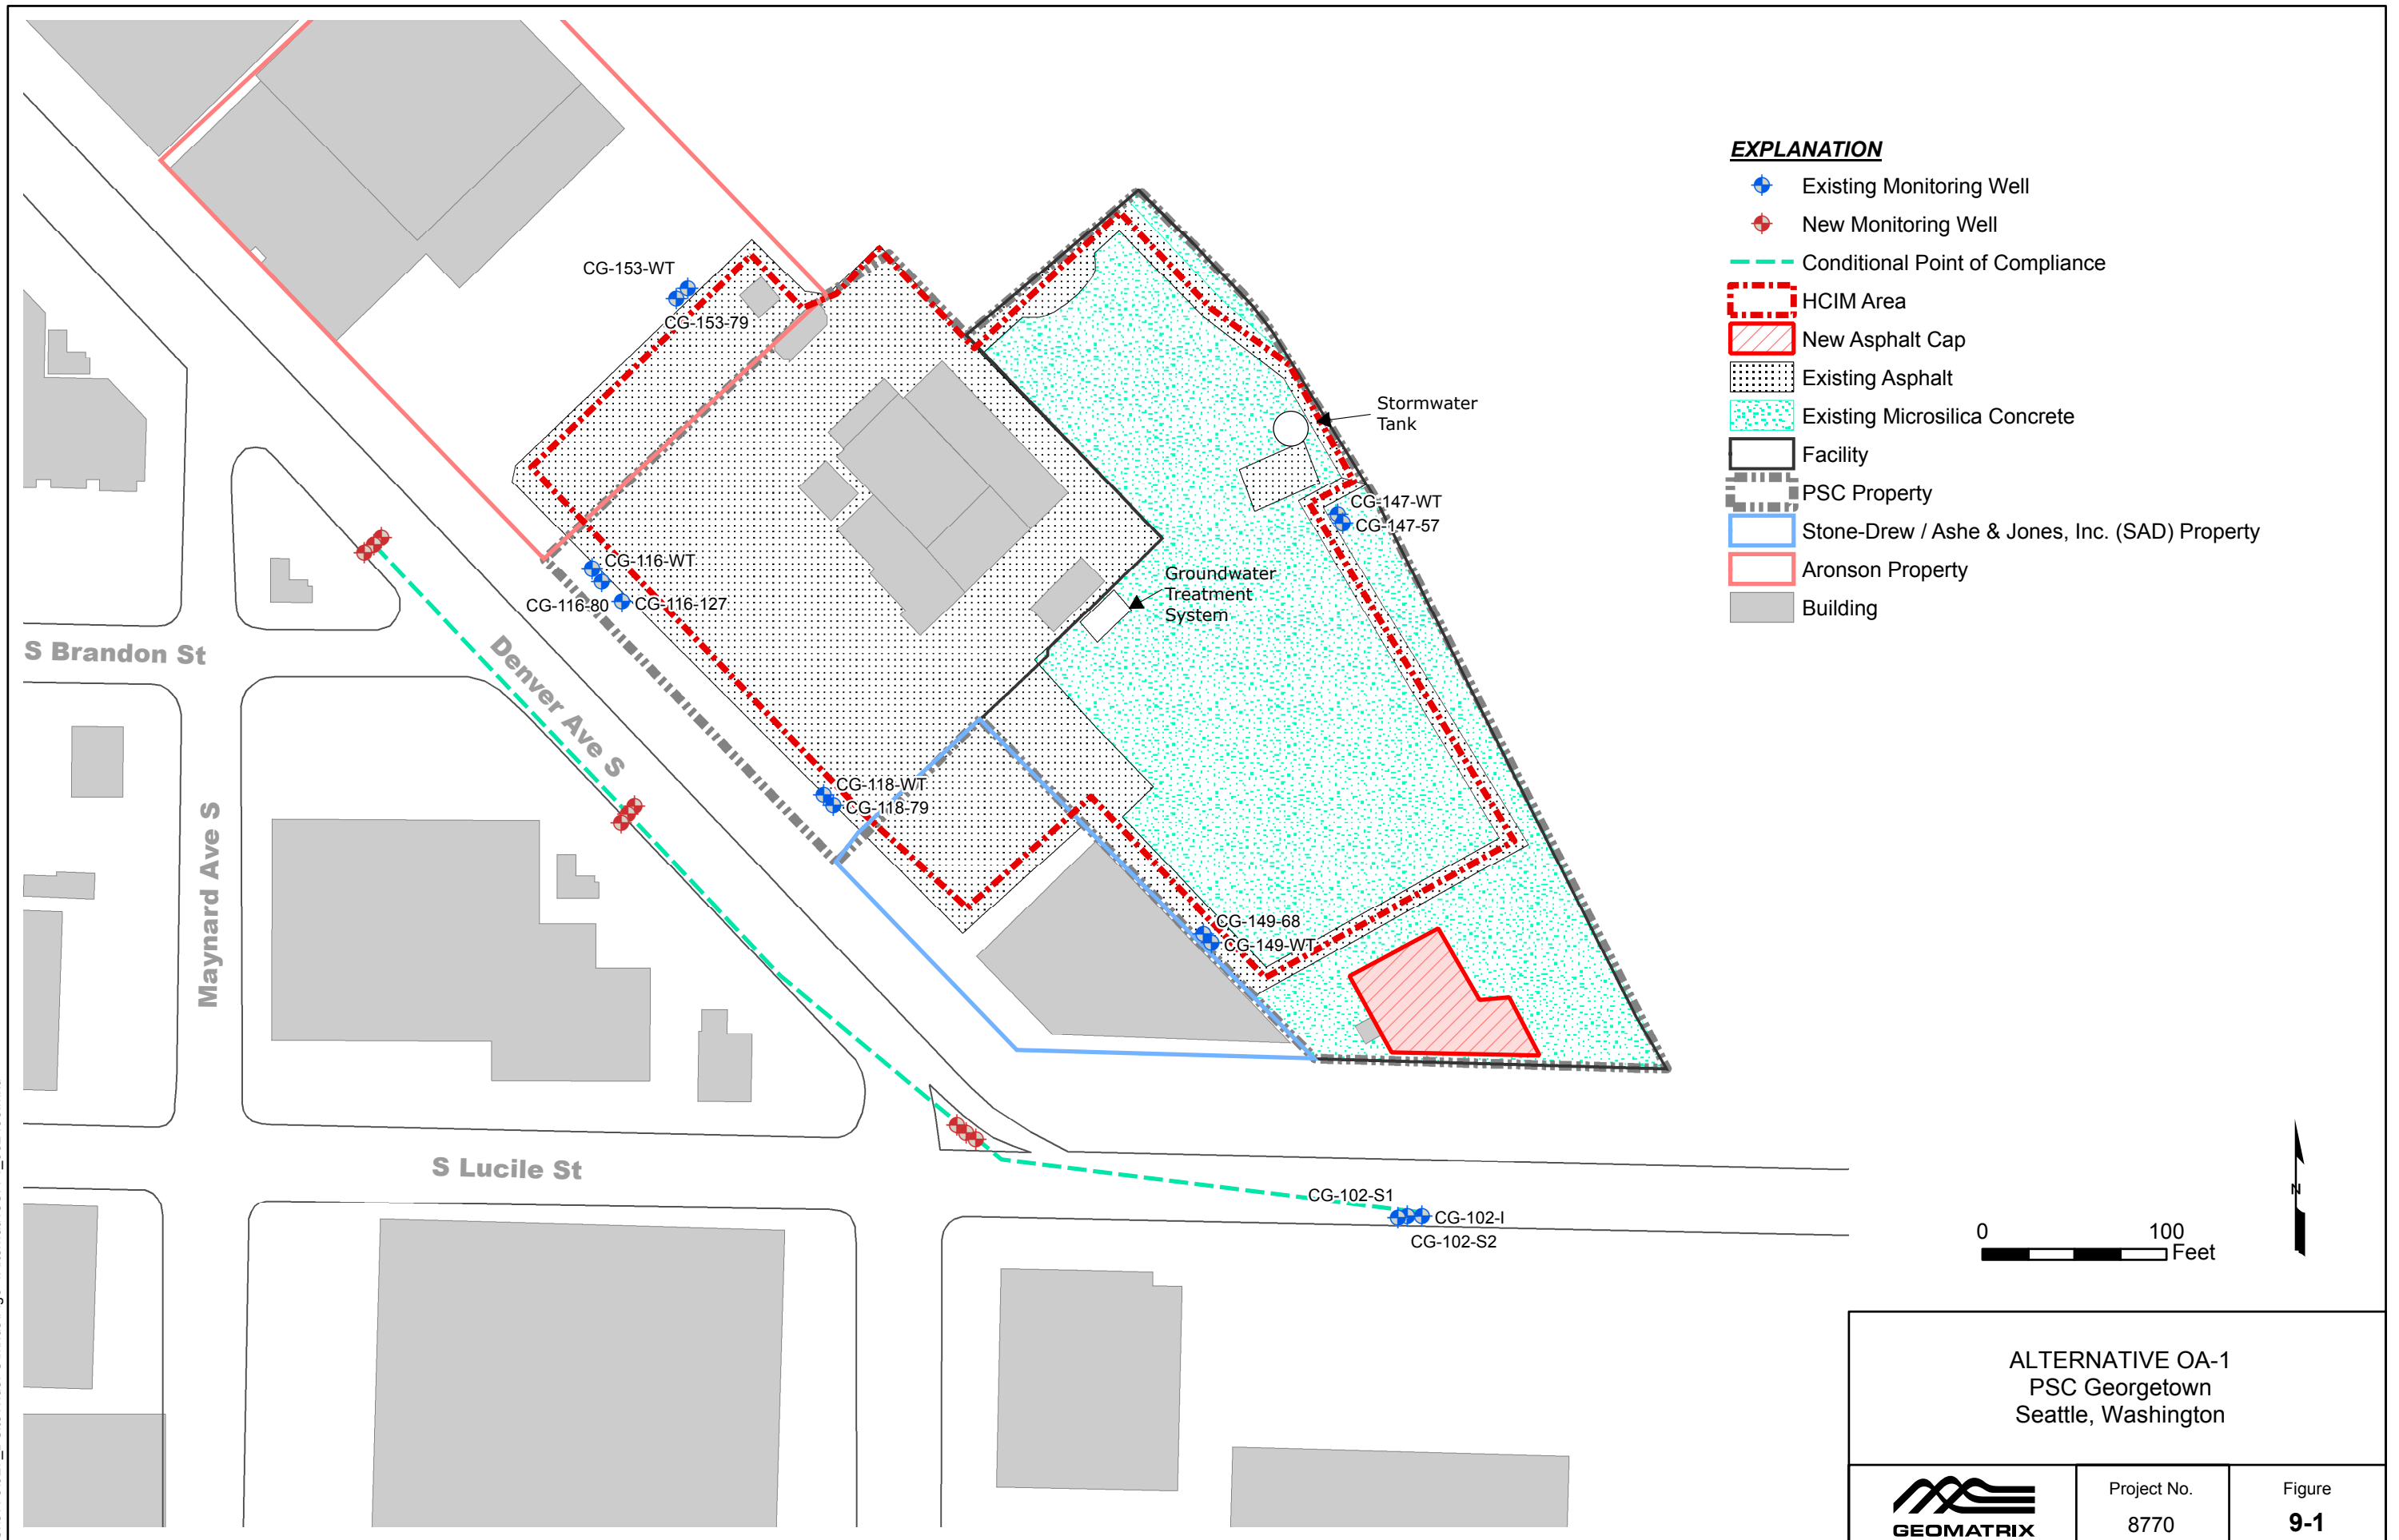 EXPLANATION
Existing Monitoring Well
New Monitoring Well
Conditional Point of Compliance
HCIM Area
New Asphalt Cap
Existing Asphalt
Existing Microsilica Concrete
Facility
PSC Property
Stone-Drew / Ashe & Jones, Inc. (SAD) Property
Aronson Property
Building
CG-153-WT
CG-153-79
Stormwater
Tank
CG-147-WT
CG-147-57
CG-116-WT
CG-116-80
CG-116-127
Groundwater
Treatment
System
S Brandon St
Denver Ave S
CG-118-WT
CG-118-79
Maynard Ave S
CG-149-68
CG-149-WT
S Lucile St
CG-102-S1
CG-102-I
CG-102-S2
N
0 100
Feet
ALTERNATIVE OA-1
PSC Georgetown
Seattle, Washington
GEOMATRIX
Project No.
8770
Figure
9-1